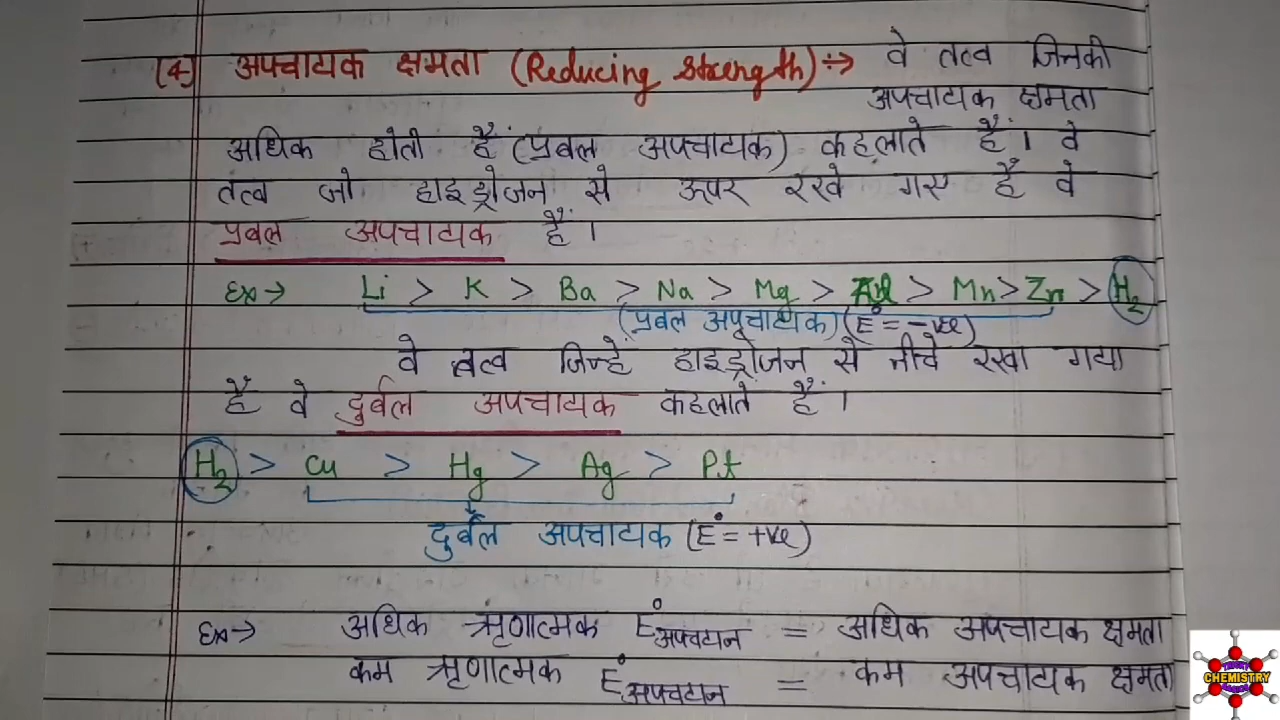 (4) अपचायक क्षमता (Reducing Strength) ÷> वे तत्व जिनकी
अपचायक क्षमता
अधिक होती हैं (प्रबल अपचायक) कहलाते हैं। वे
तत्व जो हाइड्रोजन से ऊपर रखे गए हैं वे
प्रबल अपचायक हैं।
Ex→ Li > K > Ba > Na > Mg > Al > Mn > Zn > H2
(प्रबल अपचायक) (E° = -ve)
वे तत्व जिन्हे हाइड्रोजन से नीचे रखा गया
हैं वे दुर्बल अपचायक कहलाते हैं।
H2 > Cu > Hg > Ag > Pt
दुर्बल अपचायक (E° = +ve)
Ex→ अधिक ऋणात्मक E°अपचयन = अधिक अपचायक क्षमता
कम ऋणात्मक E°अपचयन = कम अपचायक क्षमता
CHEMISTRY